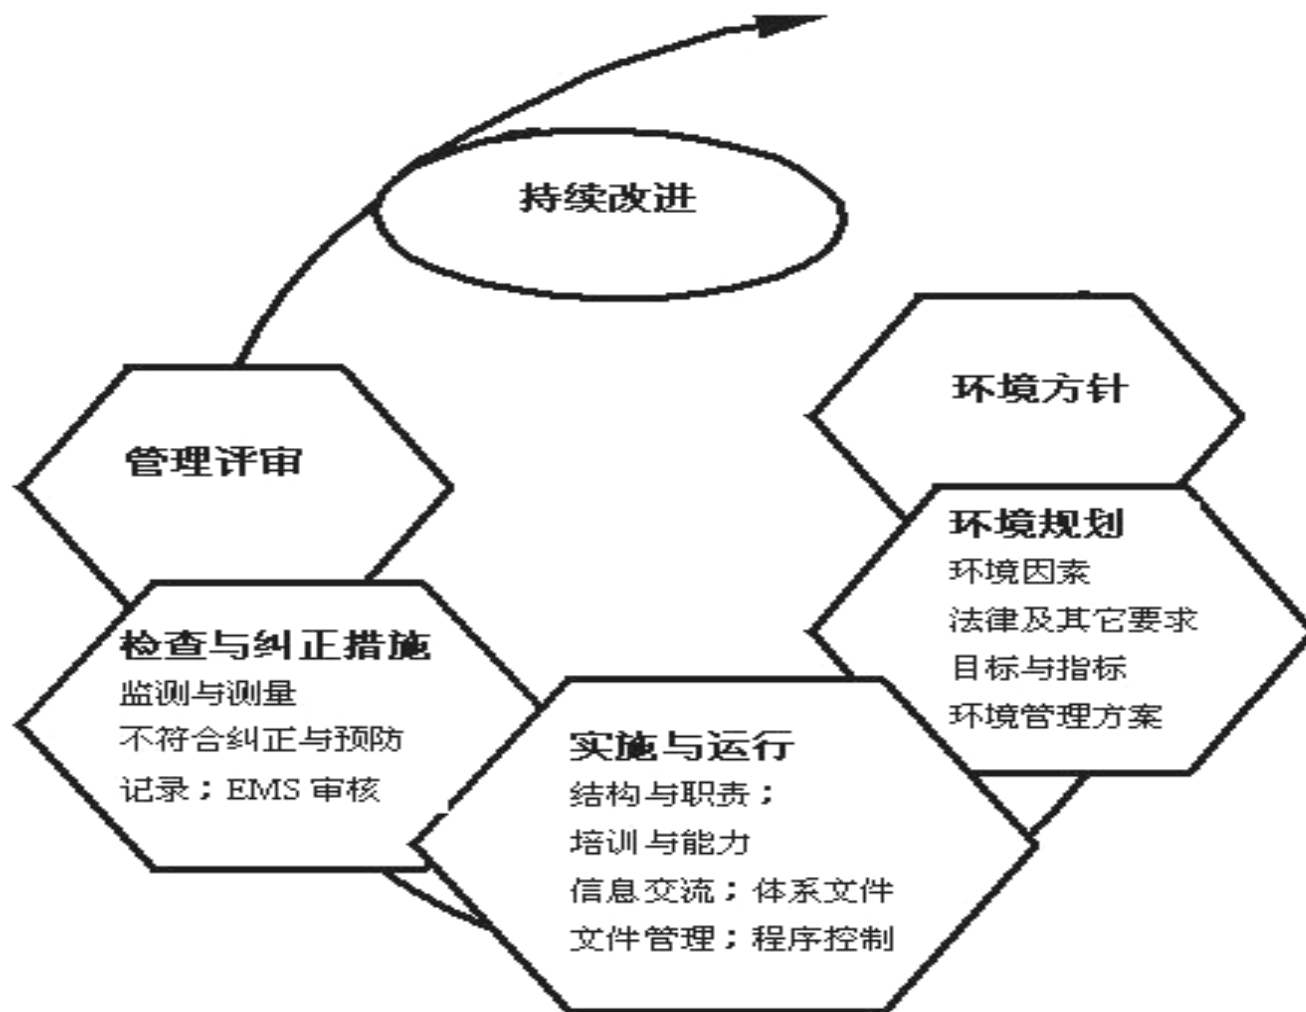 持续改进
环境方针
管理评审
环境规划
环境因素
法律及其它要求
目标与指标
环境管理方案
检查与纠正措施
监测与测量
不符合纠正与预防
记录；EMS 审核
实施与运行
结构与职责；
培训与能力
信息交流；体系文件
文件管理；程序控制